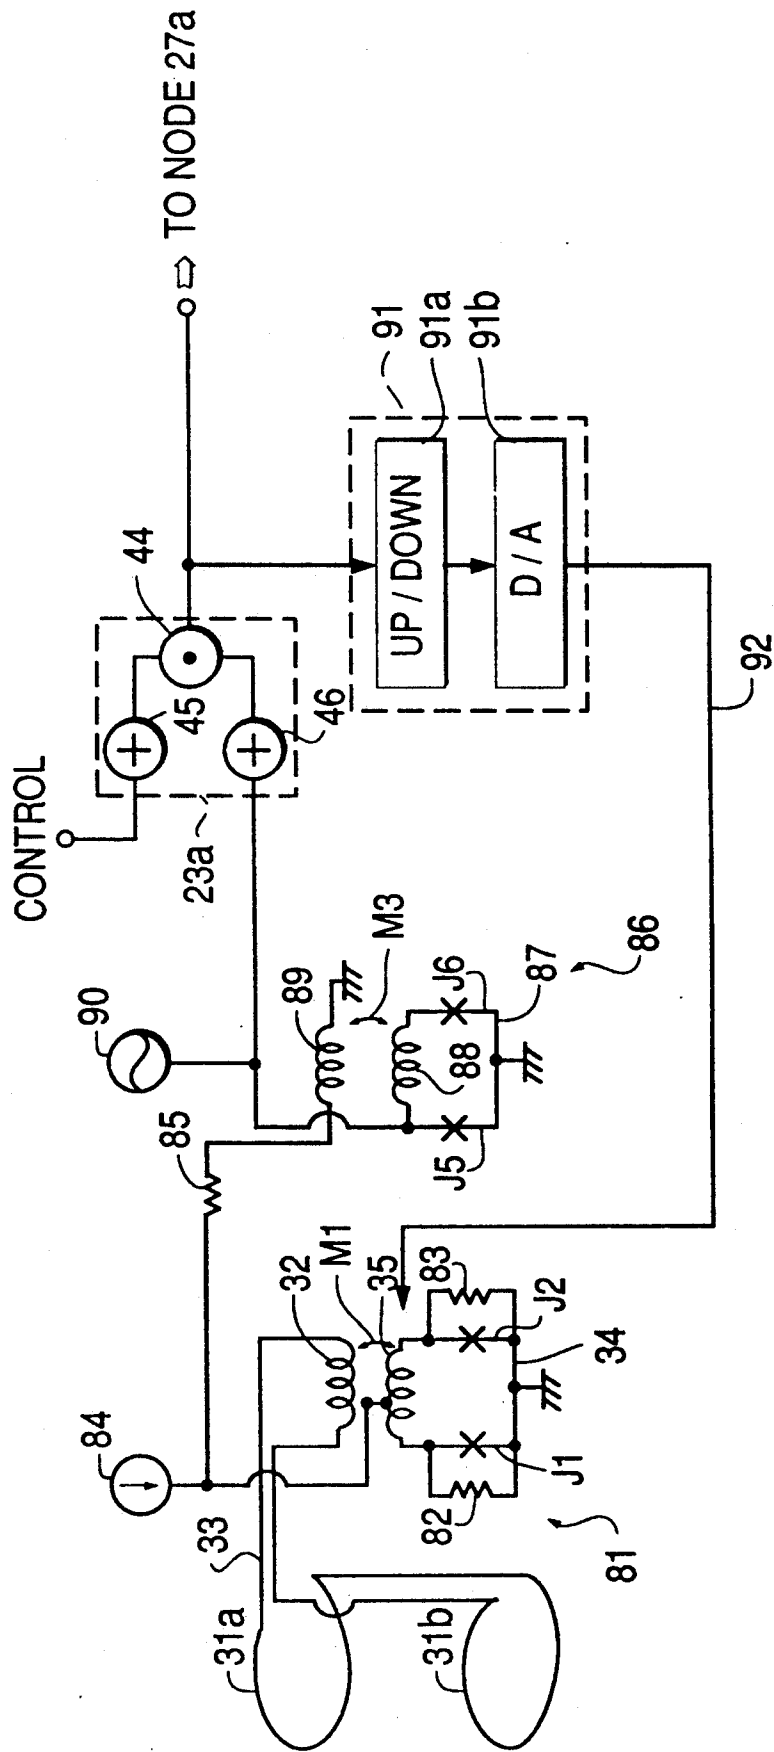 CONTROL
TO NODE 27a
44
45
46
23a
90
84
85
33
32
M1
35
31a
31b
82
83
J1
J2
34
81
89
M3
88
J5
J6
87
86
91
91a
91b
UP / DOWN
D / A
92